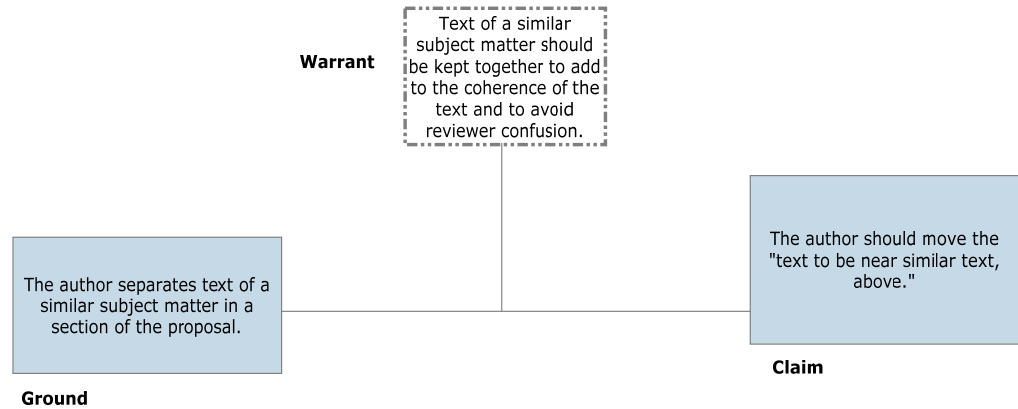 Warrant
Text of a similar
subject matter should
be kept together to add
to the coherence of the
text and to avoid
reviewer confusion.
The author separates text of a
similar subject matter in a
section of the proposal.
Ground
The author should move the
"text to be near similar text,
above."
Claim